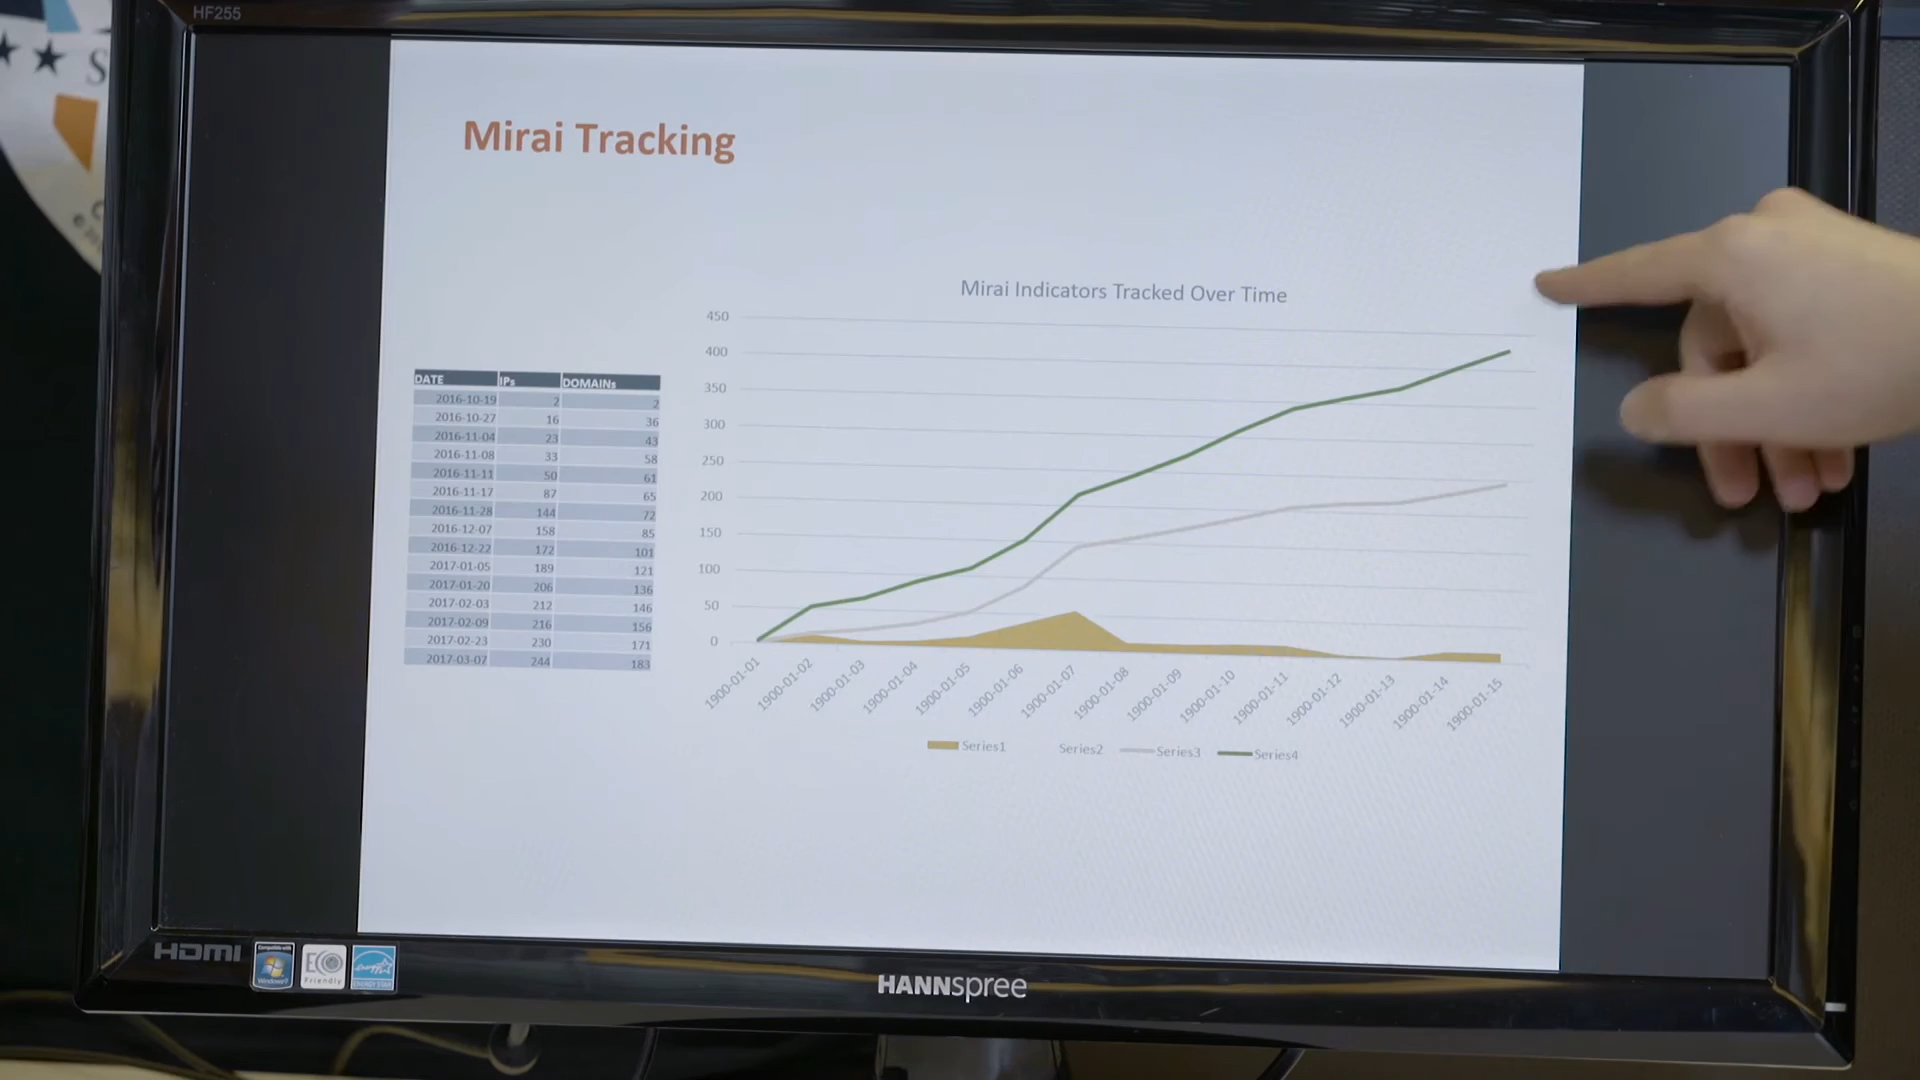 HF255
S
Mirai Tracking
Mirai Indicators Tracked Over Time
450
400
350
300
250
200
150
100
50
0
DATE IPs DOMAINs
2016-10-19 2 2
2016-10-27 16 36
2016-11-04 23 43
2016-11-08 33 58
2016-11-11 50 61
2016-11-17 87 65
2016-11-28 144 72
2016-12-07 158 85
2016-12-22 172 101
2017-01-05 189 121
2017-01-20 206 136
2017-02-03 212 146
2017-02-09 216 156
2017-02-23 230 171
2017-03-07 244 183
1900-01-01 1900-01-02 1900-01-03 1900-01-04 1900-01-05 1900-01-06 1900-01-07 1900-01-08 1900-01-09 1900-01-10 1900-01-11 1900-01-12 1900-01-13 1900-01-14 1900-01-15
Series1 Series2 Series3 Series4
HDMI
Windows 7
ECO
Friendly
ENERGY STAR
HANNspree